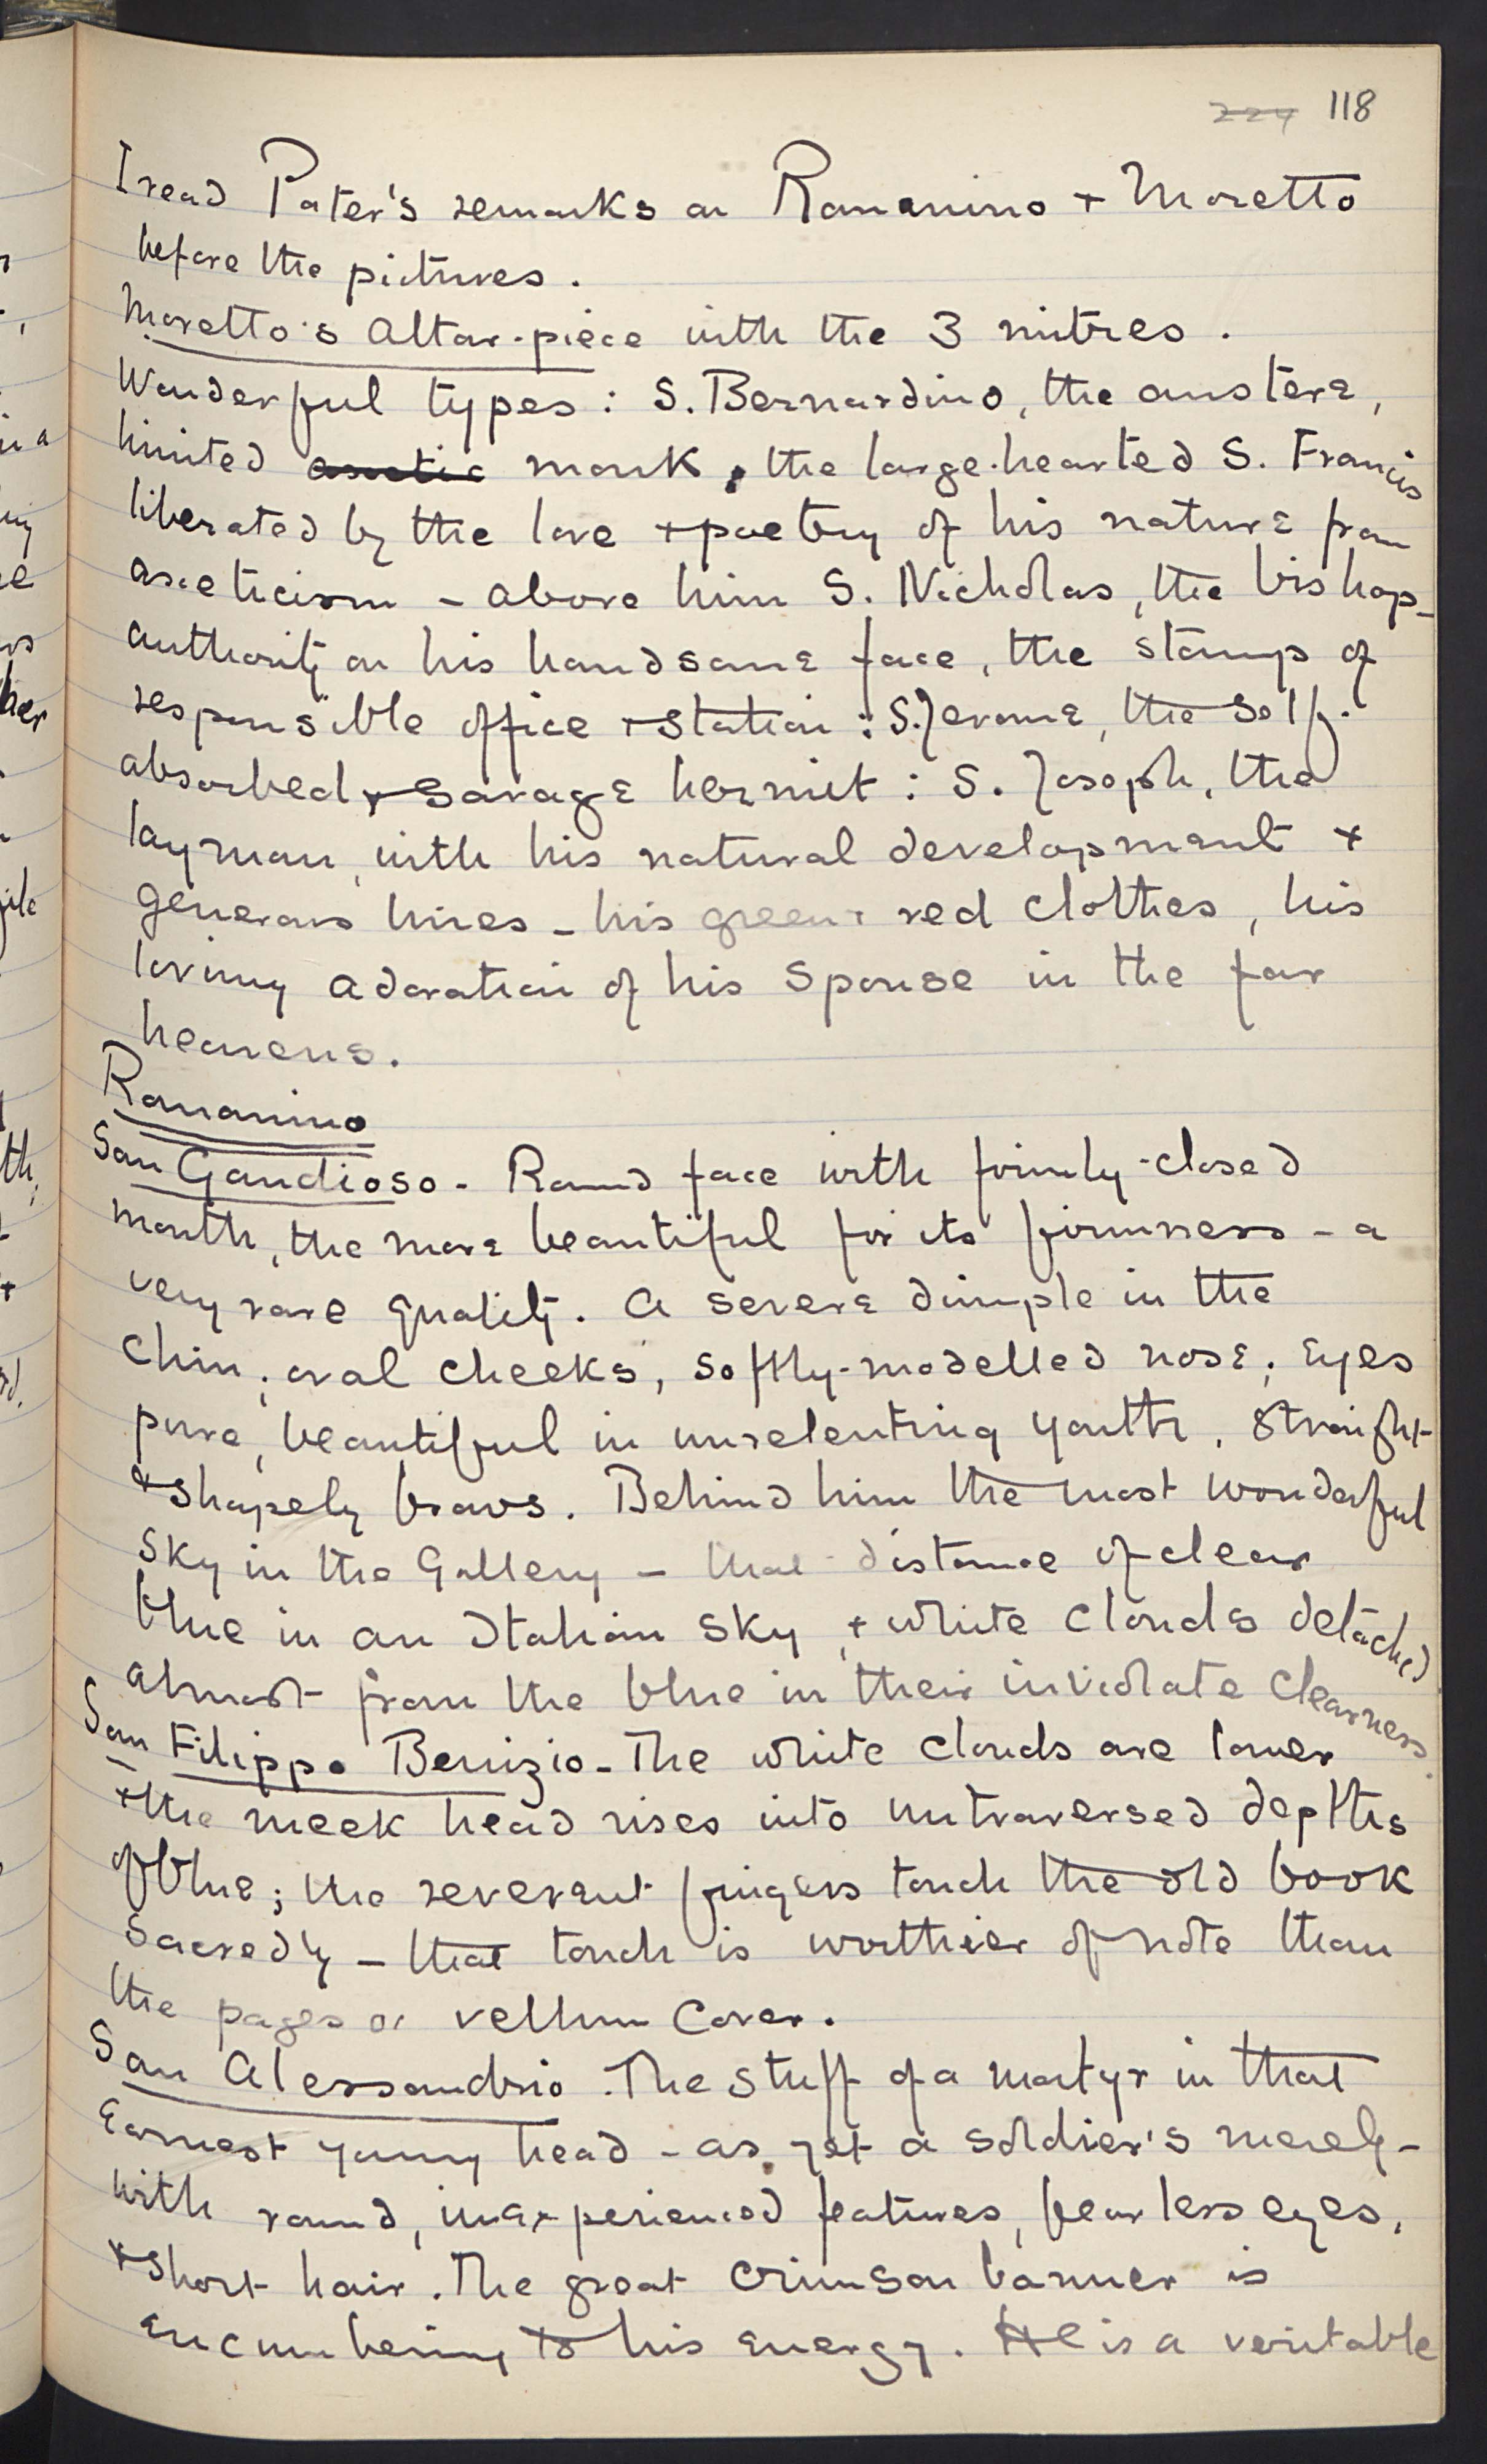 224 118
I read Pater's remarks on Romanino + Moretto
before the pictures.
Moretto's Altar-piece with the 3 mitres.
Wonderful types: S. Bernardino, the austere,
limited ascetic monk, the large-hearted S. Francis
liberated by the love + poetry of his nature from
asceticism – above him S. Nicholas, the bishop –
authority on his handsome face, the stamp of
responsible office + station: S. Jerome, the self-
absorbed + savage hermit: S. Joseph, the
layman, with his natural development +
generous lines – his green + red clothes, his
loving adoration of his Spouse in the far
heavens.
Romanino
San Gaudioso – Round face with firmly-closed
mouth, the more beautiful for its firmness – a
very rare quality. A severe dimple in the
chin; oval cheeks, softly-modelled nose; eyes
pure, beautiful in unrelenting youth, straight
+ shapely brows. Behind him the most wonderful
sky in the Gallery – that distance of clear
blue in an Italian sky, + white clouds detached
almost from the blue in their inviolate clearness.
San Filippo Benizio – The white clouds are lower
+ the meek head rises into untraversed depths
of blue; the reverent fingers touch the old book
sacredly – that touch is worthier of note than
the pages or vellum cover.
San Alessandrio. The stuff of a martyr in that
earnest young head – as yet a soldier's merely –
with round, inexperienced features, fearless eyes,
+ short hair. The great crimson banner is
encumbering to his energy. He is a veritable